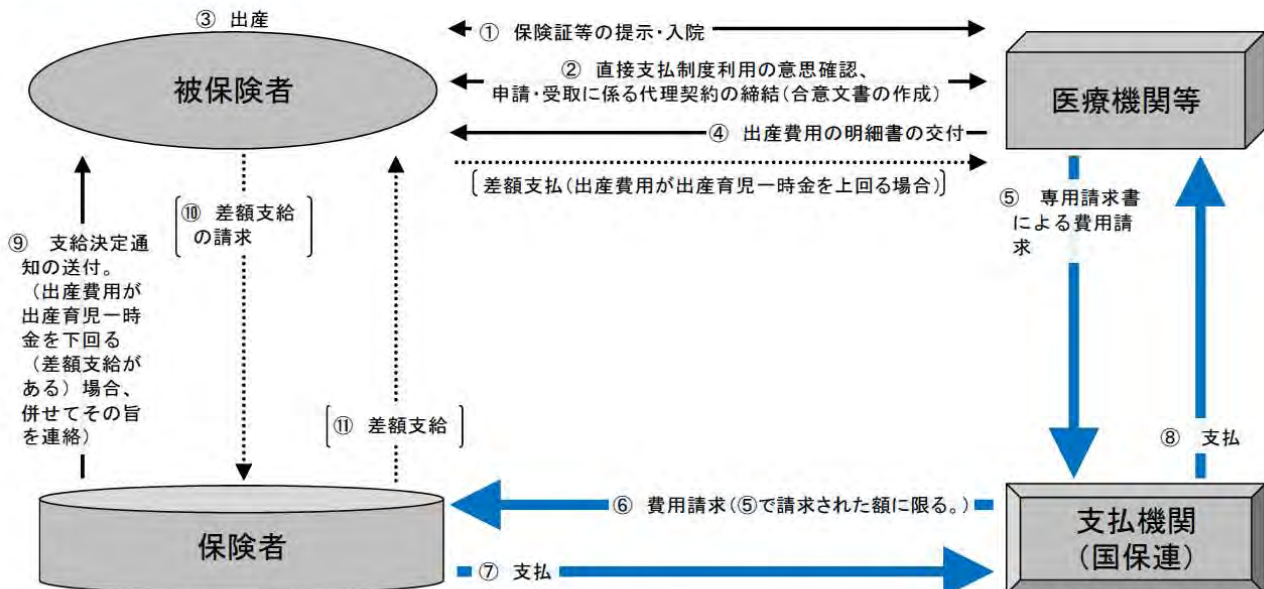 ③ 出産
① 保険証等の提示・入院
被保険者
② 直接支払制度利用の意思確認、
申請・受取に係る代理契約の締結(合意文書の作成)
医療機関等
④ 出産費用の明細書の交付
[差額支払(出産費用が出産育児一時金を上回る場合)]
⑤ 専用請求書
による費用請
求
⑩ 差額支給
の請求
⑨ 支給決定通
知の送付。
(出産費用が
出産育児一時
金を下回る
(差額支給が
ある)場合、
併せてその旨
を連絡)
⑪ 差額支給
⑧ 支払
⑥ 費用請求(⑤で請求された額に限る。)
保険者
⑦ 支払
支払機関
(国保連)